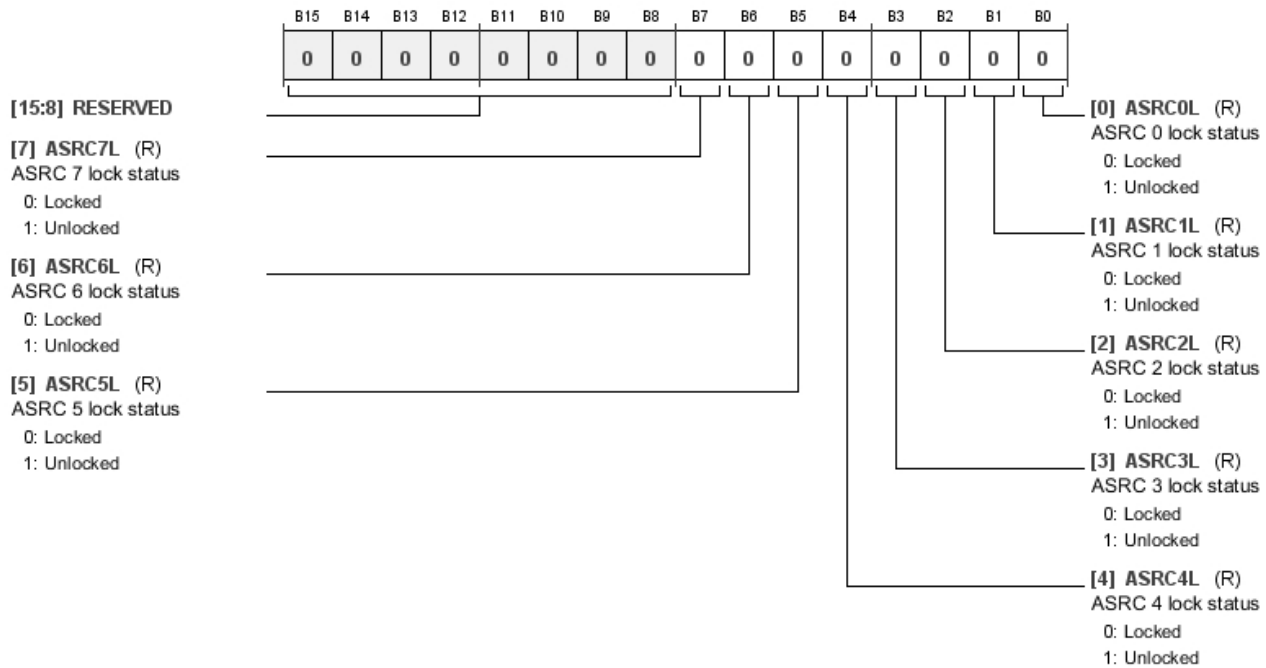 B15 B14 B13 B12 B11 B10 B9 B8 B7 B6 B5 B4 B3 B2 B1 B0
0 0 0 0 0 0 0 0 0 0 0 0 0 0 0 0
[15:8] RESERVED
[7] ASRC7L (R)
ASRC 7 lock status
0: Locked
1: Unlocked
[6] ASRC6L (R)
ASRC 6 lock status
0: Locked
1: Unlocked
[5] ASRC5L (R)
ASRC 5 lock status
0: Locked
1: Unlocked
[0] ASRC0L (R)
ASRC 0 lock status
0: Locked
1: Unlocked
[1] ASRC1L (R)
ASRC 1 lock status
0: Locked
1: Unlocked
[2] ASRC2L (R)
ASRC 2 lock status
0: Locked
1: Unlocked
[3] ASRC3L (R)
ASRC 3 lock status
0: Locked
1: Unlocked
[4] ASRC4L (R)
ASRC 4 lock status
0: Locked
1: Unlocked